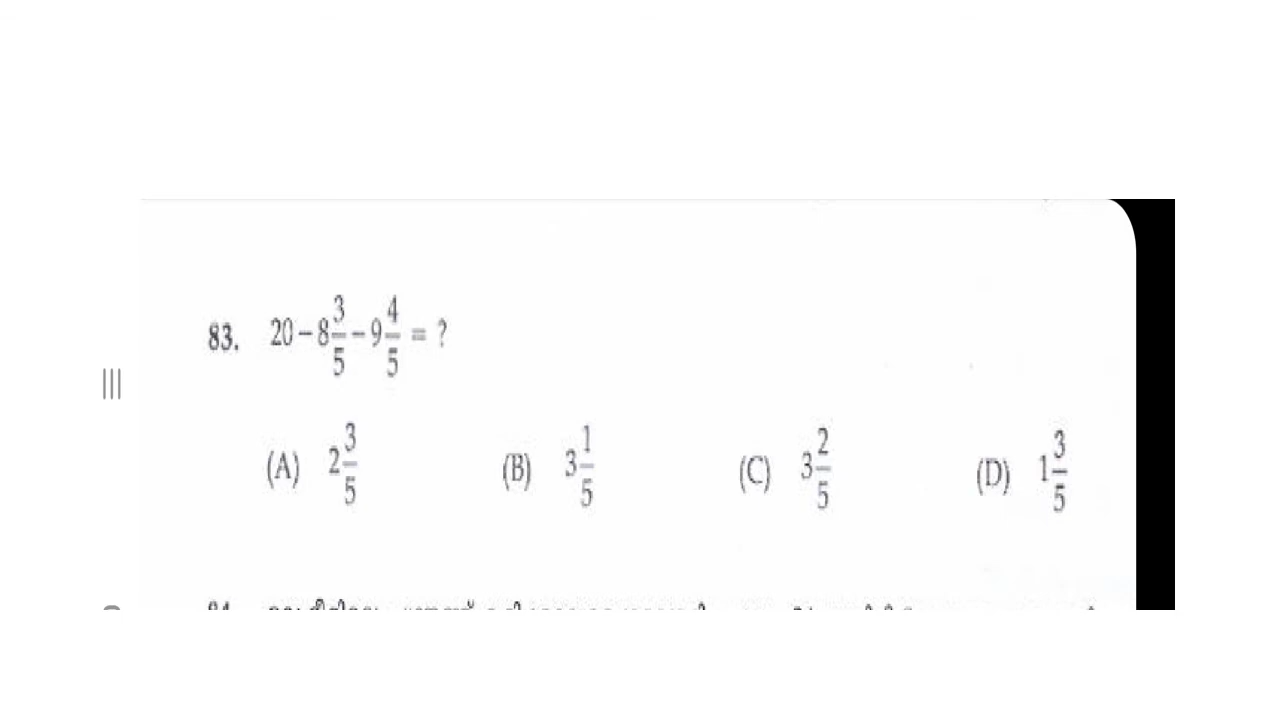 83. 20 − 8 3/5 − 9 4/5 = ?
(A) 2 3/5 (B) 3 1/5 (C) 3 2/5 (D) 1 3/5